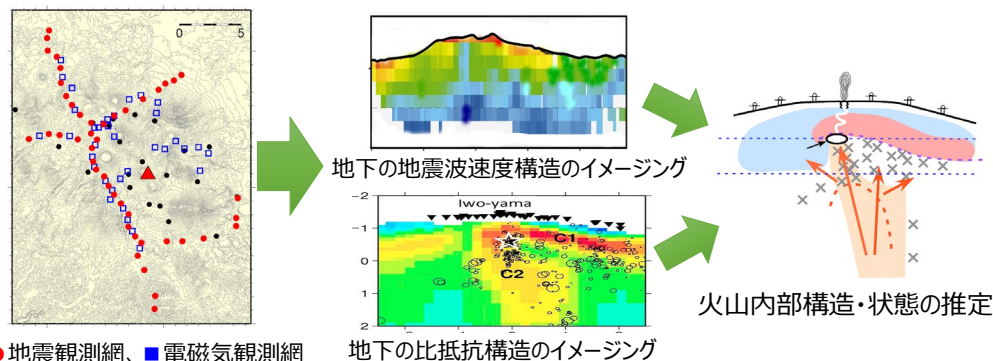 0 5
地下の地震波速度構造のイメージング
Iwo-yama
-2
-1
0
1
2
C1
C2
火山内部構造・状態の推定
●地震観測網、■電磁気観測網
地下の比抵抗構造のイメージング